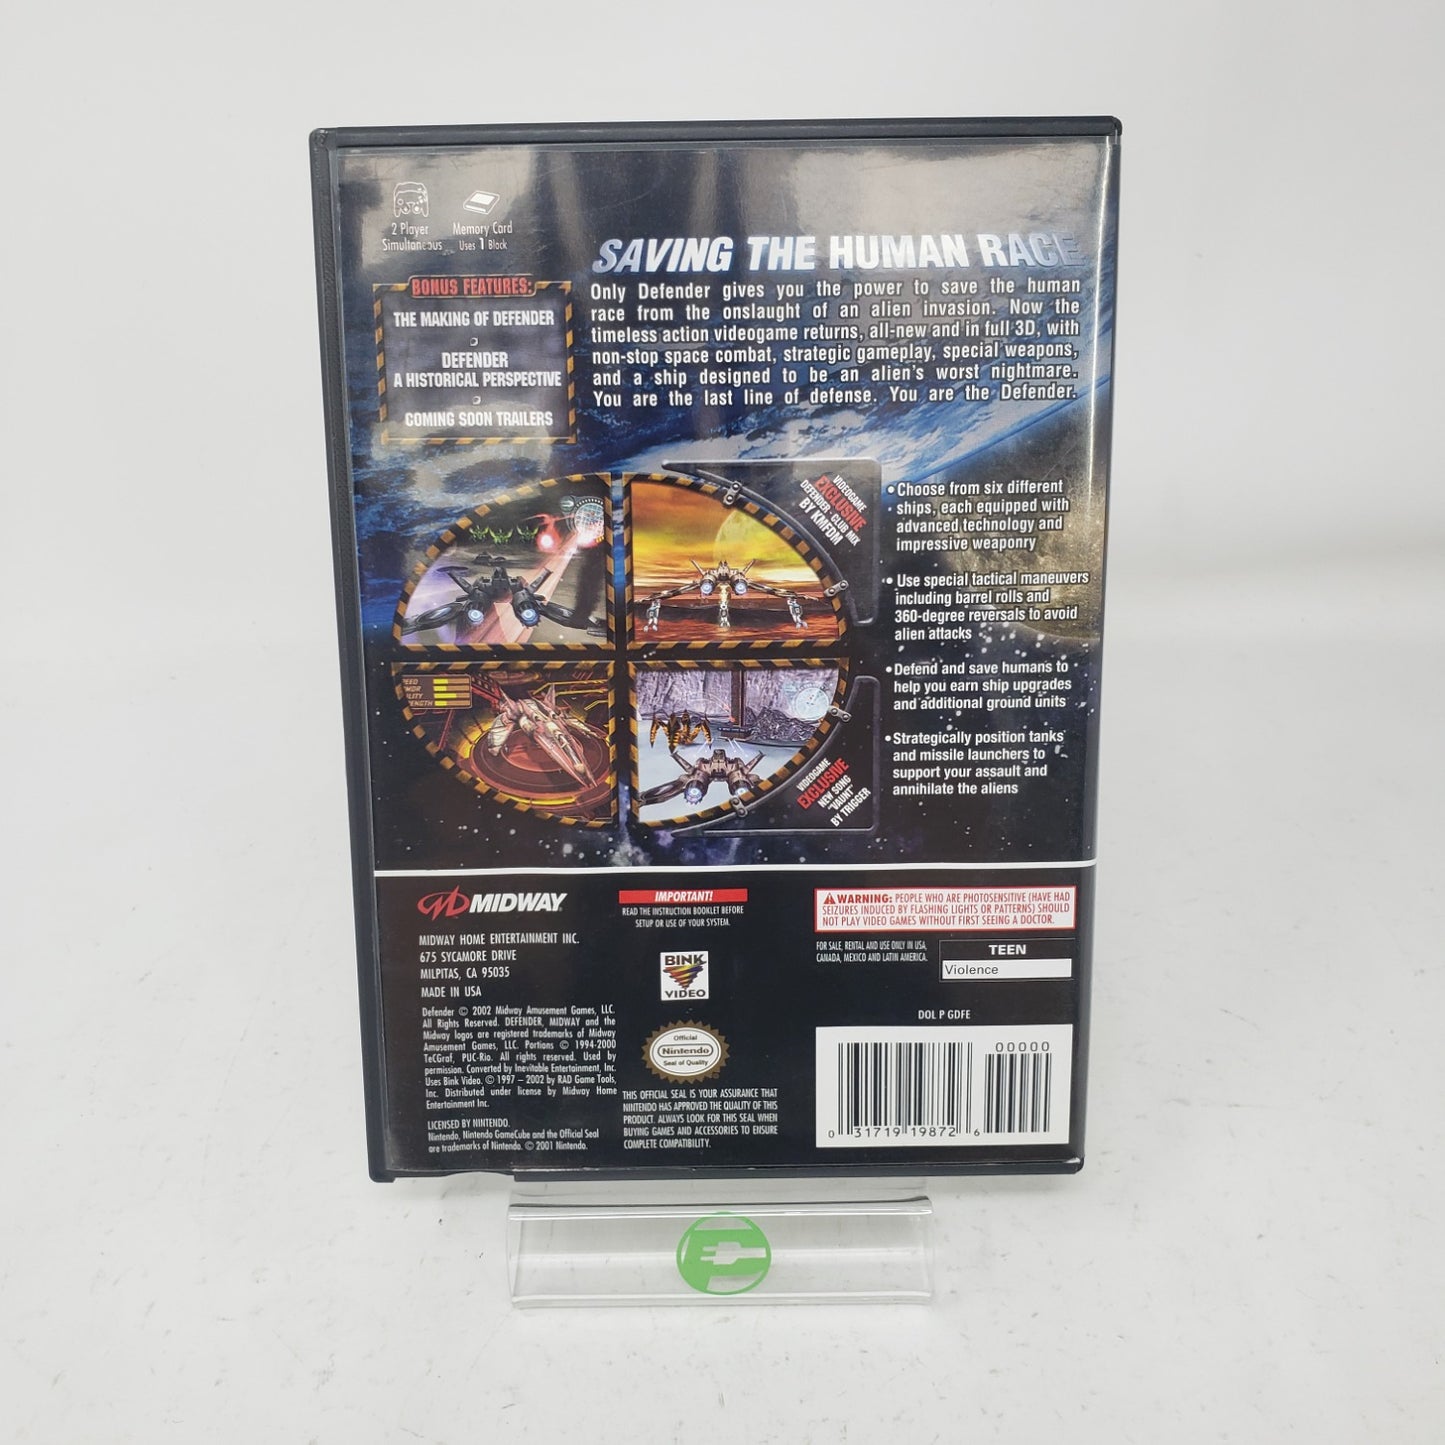 2 Player
Simultaneous
Memory Card
Uses 1 Block
BONUS FEATURES:
THE MAKING OF DEFENDER
DEFENDER
A HISTORICAL PERSPECTIVE
COMING SOON TRAILERS
SAVING THE HUMAN RACE
Only Defender gives you the power to save the human
race from the onslaught of an alien invasion. Now the
timeless action videogame returns, all-new and in full 3D, with
non-stop space combat, strategic gameplay, special weapons,
and a ship designed to be an alien's worst nightmare.
You are the last line of defense. You are the Defender.
VIDEOGAME
EXCLUSIVE
DEFENDER CLUB MIX
BY KMFDM
• Choose from six different
ships, each equipped with
advanced technology and
impressive weaponry
• Use special tactical maneuvers
including barrel rolls and
360-degree reversals to avoid
alien attacks
• Defend and save humans to
help you earn ship upgrades
and additional ground units
• Strategically position tanks
and missile launchers to
support your assault and
annihilate the aliens
VIDEOGAME
EXCLUSIVE
NEW SONG
"VAUNT"
BY TRIGGER
MIDWAY
MIDWAY HOME ENTERTAINMENT INC.
675 SYCAMORE DRIVE
MILPITAS, CA 95035
MADE IN USA
Defender © 2002 Midway Amusement Games, LLC.
All Rights Reserved. DEFENDER, MIDWAY and the
Midway logos are registered trademarks of Midway
Amusement Games, LLC. Portions © 1994-2000
TeCGraf, PUC-Rio. All rights reserved. Used by
permission. Converted by Inevitable Entertainment, Inc.
Uses Bink Video. © 1997 – 2002 by RAD Game Tools,
Inc. Distributed under license by Midway Home
Entertainment Inc.
LICENSED BY NINTENDO.
Nintendo, Nintendo GameCube and the Official Seal
are trademarks of Nintendo. © 2001 Nintendo.
IMPORTANT!
READ THE INSTRUCTION BOOKLET BEFORE
SETUP OR USE OF YOUR SYSTEM.
BINK
VIDEO
Official
Nintendo
Seal of Quality
THIS OFFICIAL SEAL IS YOUR ASSURANCE THAT
NINTENDO HAS APPROVED THE QUALITY OF THIS
PRODUCT. ALWAYS LOOK FOR THIS SEAL WHEN
BUYING GAMES AND ACCESSORIES TO ENSURE
COMPLETE COMPATIBILITY.
WARNING: PEOPLE WHO ARE PHOTOSENSITIVE (HAVE HAD
SEIZURES INDUCED BY FLASHING LIGHTS OR PATTERNS) SHOULD
NOT PLAY VIDEO GAMES WITHOUT FIRST SEEING A DOCTOR.
FOR SALE, RENTAL AND USE ONLY IN USA,
CANADA, MEXICO AND LATIN AMERICA.
TEEN
Violence
DOL P GDFE
00000
0 31719 19872 6